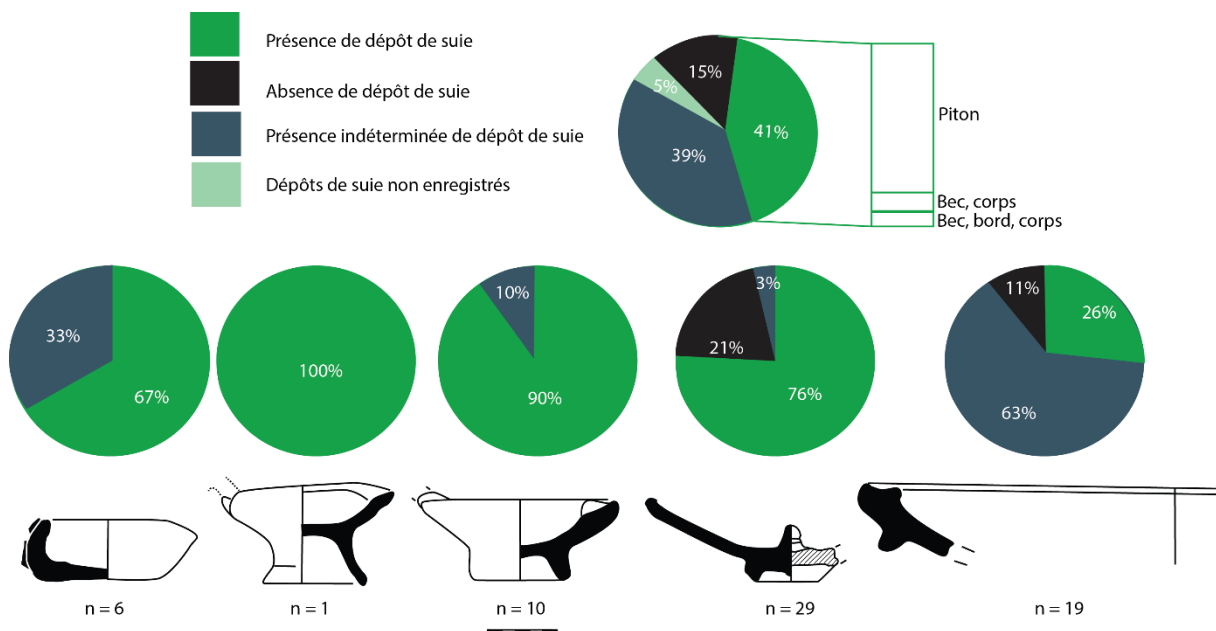 Présence de dépôt de suie
Absence de dépôt de suie
Présence indéterminée de dépôt de suie
Dépôts de suie non enregistrés
15%
5%
41%
39%
Piton
Bec, corps
Bec, bord, corps
33%
67%
100%
10%
90%
3%
21%
76%
11%
26%
63%
n = 6
n = 1
n = 10
n = 29
n = 19